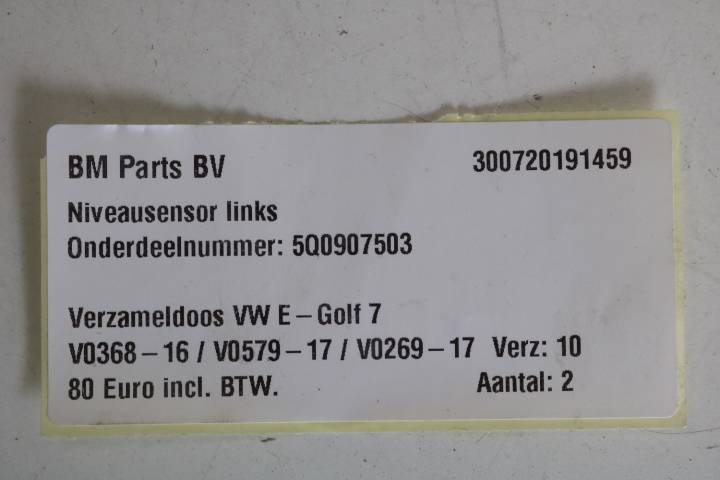 BM Parts BV 300720191459
Niveausensor links
Onderdeelnummer: 5Q0907503
Verzameldoos VW E-Golf 7
V0368-16 / V0579-17 / V0269-17 Verz: 10
80 Euro incl. BTW. Aantal: 2